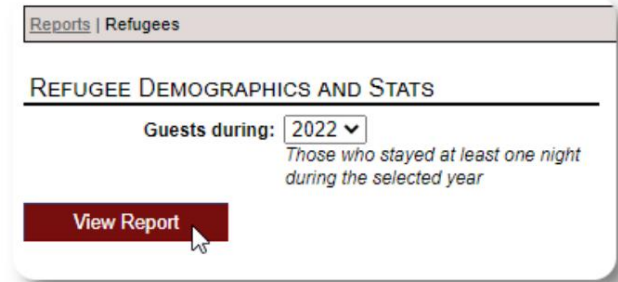 Reports | Refugees
REFUGEE DEMOGRAPHICS AND STATS
Guests during: 2022
Those who stayed at least one night
during the selected year
View Report